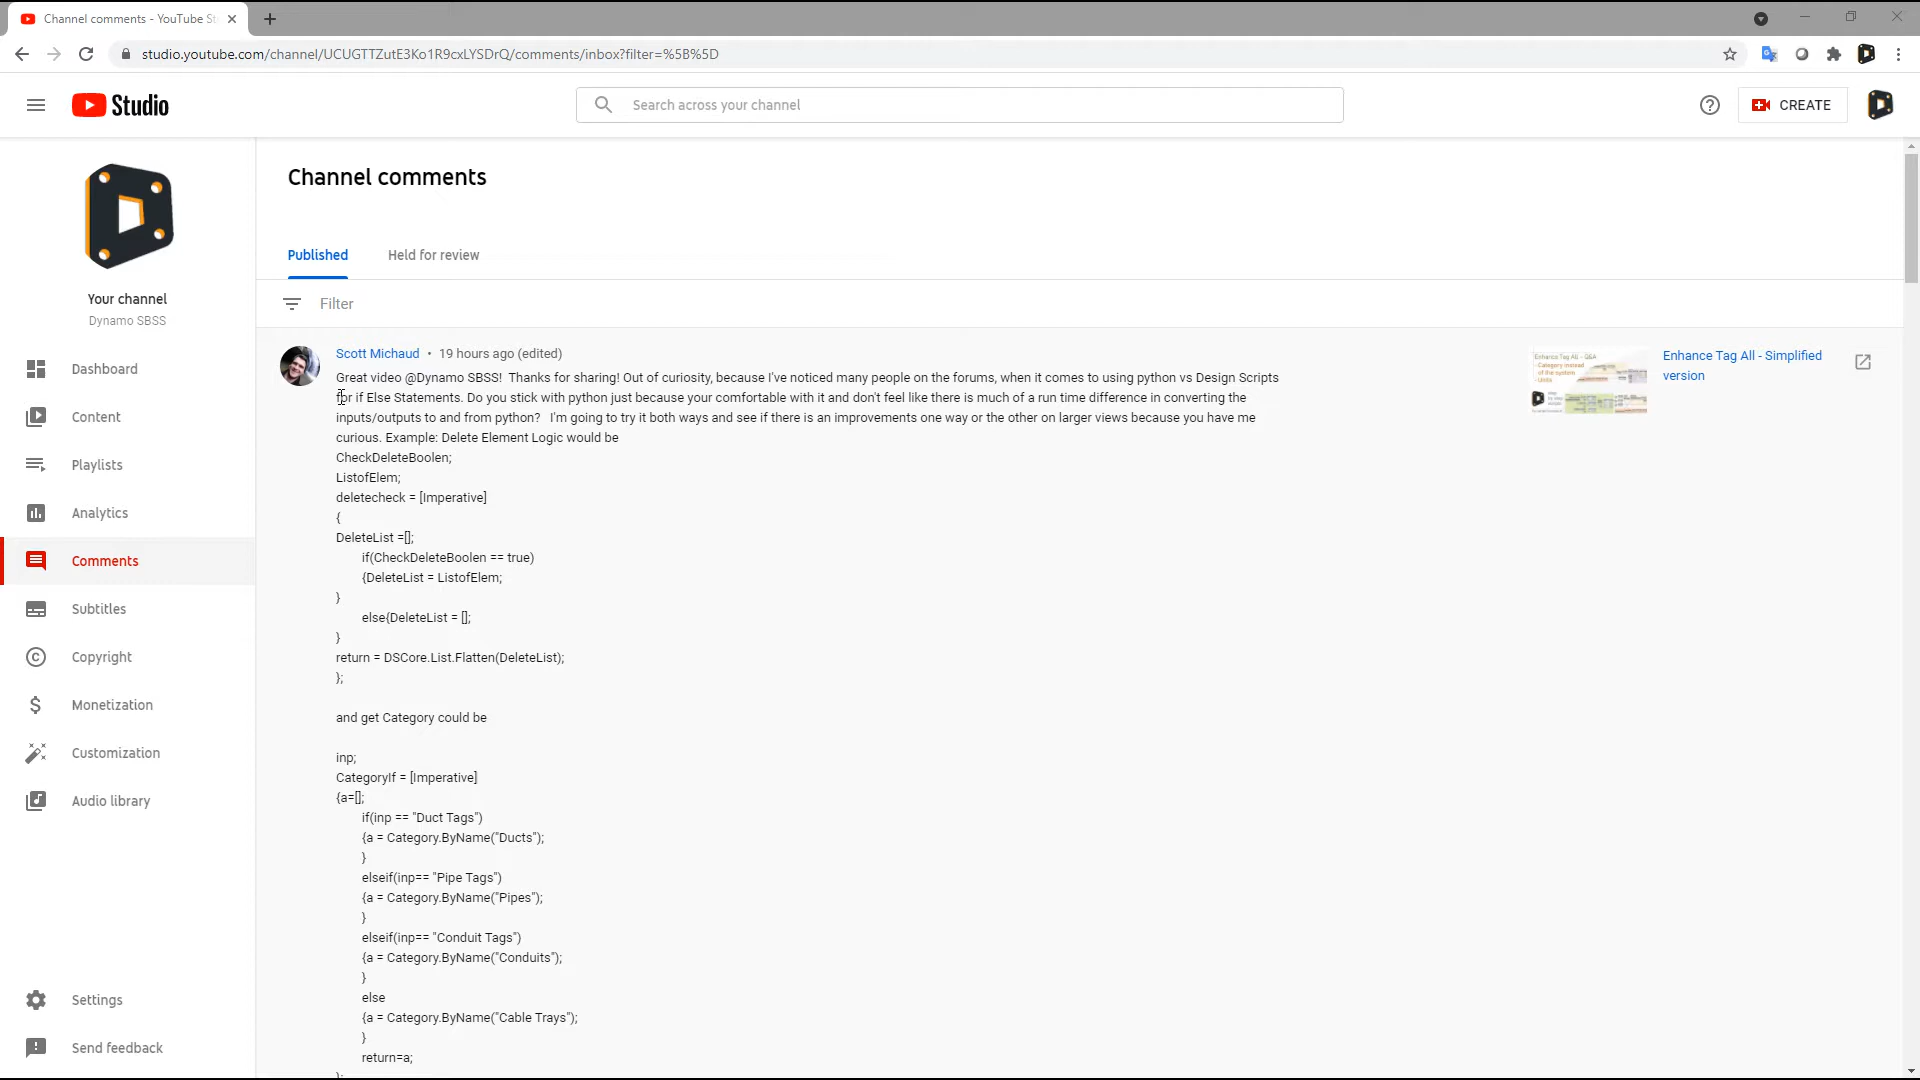 Channel comments - YouTube St
studio.youtube.com/channel/UCUGTTZutE3Ko1R9cxLYSDrQ/comments/inbox?filter=%5B%5D
Studio
Search across your channel
CREATE
Your channel
Dynamo SBSS
Dashboard
Content
Playlists
Analytics
Comments
Subtitles
Copyright
Monetization
Customization
Audio library
Settings
Send feedback
Channel comments
Published
Held for review
Filter
Scott Michaud • 19 hours ago (edited)
Great video @Dynamo SBSS!  Thanks for sharing! Out of curiosity, because I've noticed many people on the forums, when it comes to using python vs Design Scripts
for if Else Statements. Do you stick with python just because your comfortable with it and don't feel like there is much of a run time difference in converting the
inputs/outputs to and from python?   I'm going to try it both ways and see if there is an improvements one way or the other on larger views because you have me
curious. Example: Delete Element Logic would be
CheckDeleteBoolen;
ListofElem;
deletecheck = [Imperative]
{
DeleteList =[];
if(CheckDeleteBoolen == true)
{DeleteList = ListofElem;
}
else{DeleteList = [];
}
return = DSCore.List.Flatten(DeleteList);
};
and get Category could be
inp;
CategoryIf = [Imperative]
{a=[];
if(inp == "Duct Tags")
{a = Category.ByName("Ducts");
}
elseif(inp== "Pipe Tags")
{a = Category.ByName("Pipes");
}
elseif(inp== "Conduit Tags")
{a = Category.ByName("Conduits");
}
else
{a = Category.ByName("Cable Trays");
}
return=a;
};
Enhance Tag All - Q&A
Enhance Tag All - Simplified
version